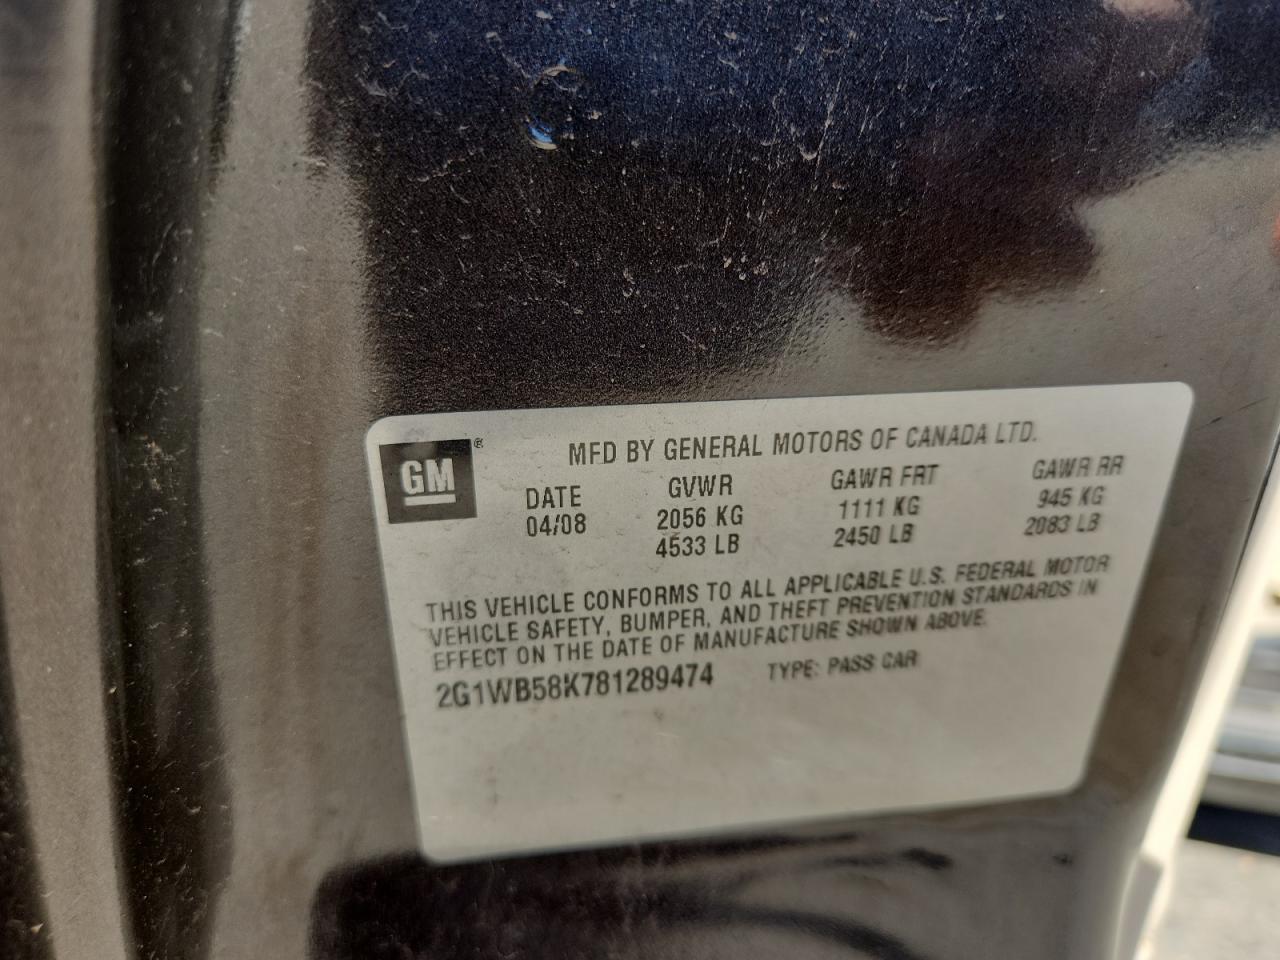 GM ®
MFD BY GENERAL MOTORS OF CANADA LTD.
DATE GVWR GAWR FRT GAWR RR
04/08 2056 KG 1111 KG 945 KG
4533 LB 2450 LB 2083 LB
THIS VEHICLE CONFORMS TO ALL APPLICABLE U.S. FEDERAL MOTOR
VEHICLE SAFETY, BUMPER, AND THEFT PREVENTION STANDARDS IN
EFFECT ON THE DATE OF MANUFACTURE SHOWN ABOVE.
2G1WB58K781289474 TYPE: PASS CAR